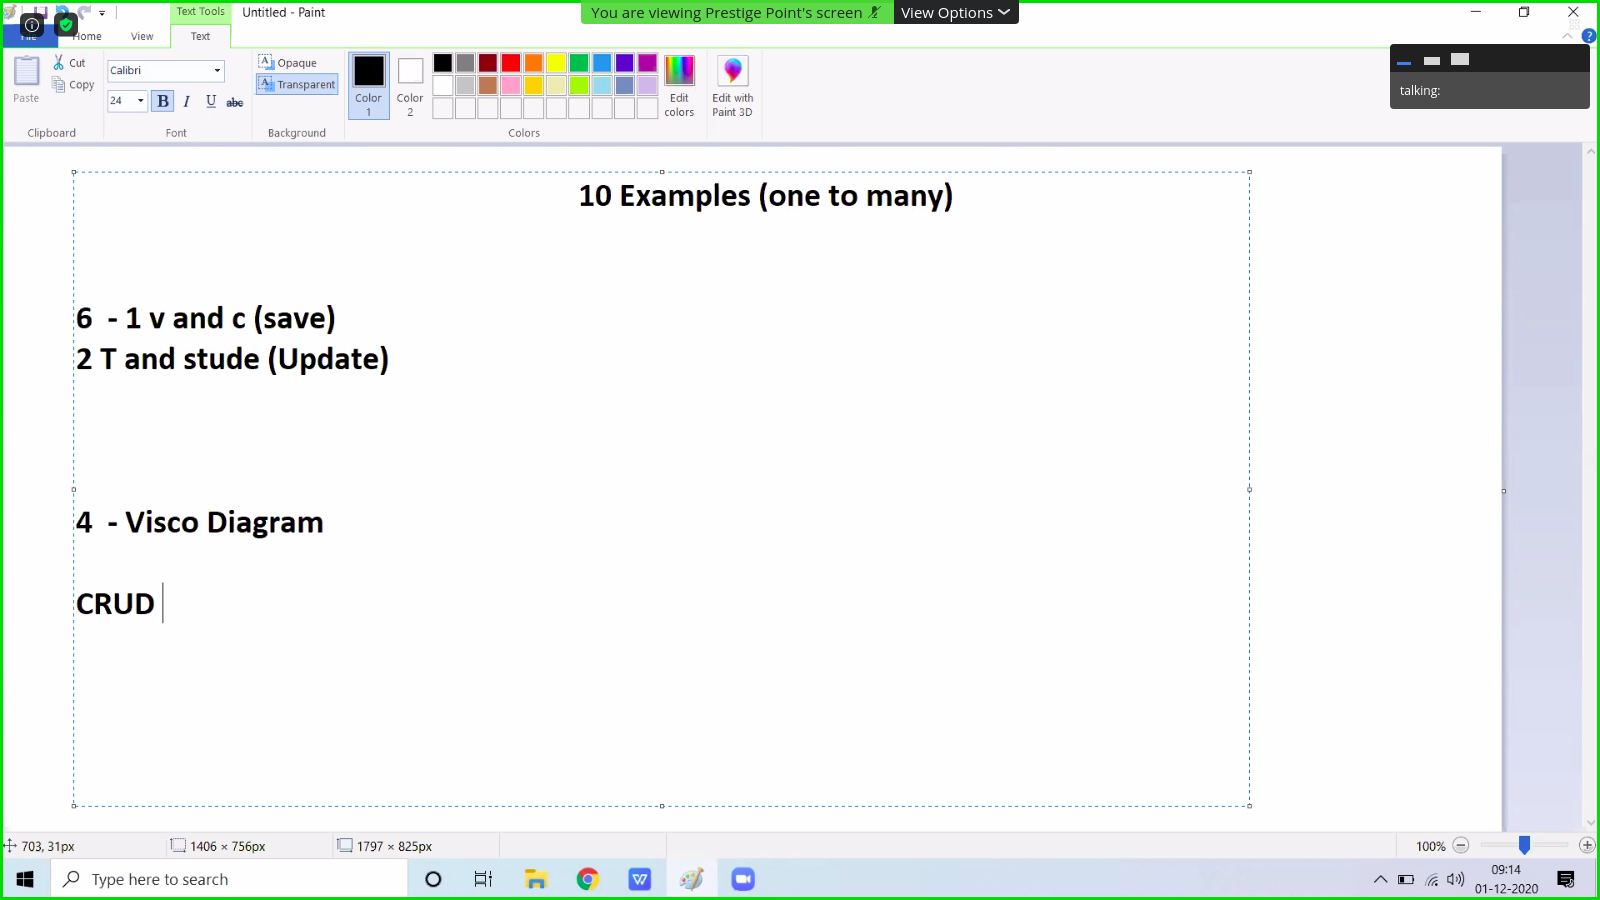 Text Tools
Untitled - Paint
You are viewing Prestige Point's screen
View Options
File
Home
View
Text
Paste
Cut
Copy
Clipboard
Calibri
24
B I U abc
Font
Opaque
Transparent
Background
Color 1
Color 2
Colors
Edit colors
Edit with Paint 3D
talking:
10 Examples (one to many)
6 - 1 v and c (save)
2 T and stude (Update)
4 - Visco Diagram
CRUD
703, 31px
1406 × 756px
1797 × 825px
100%
Type here to search
09:14
01-12-2020